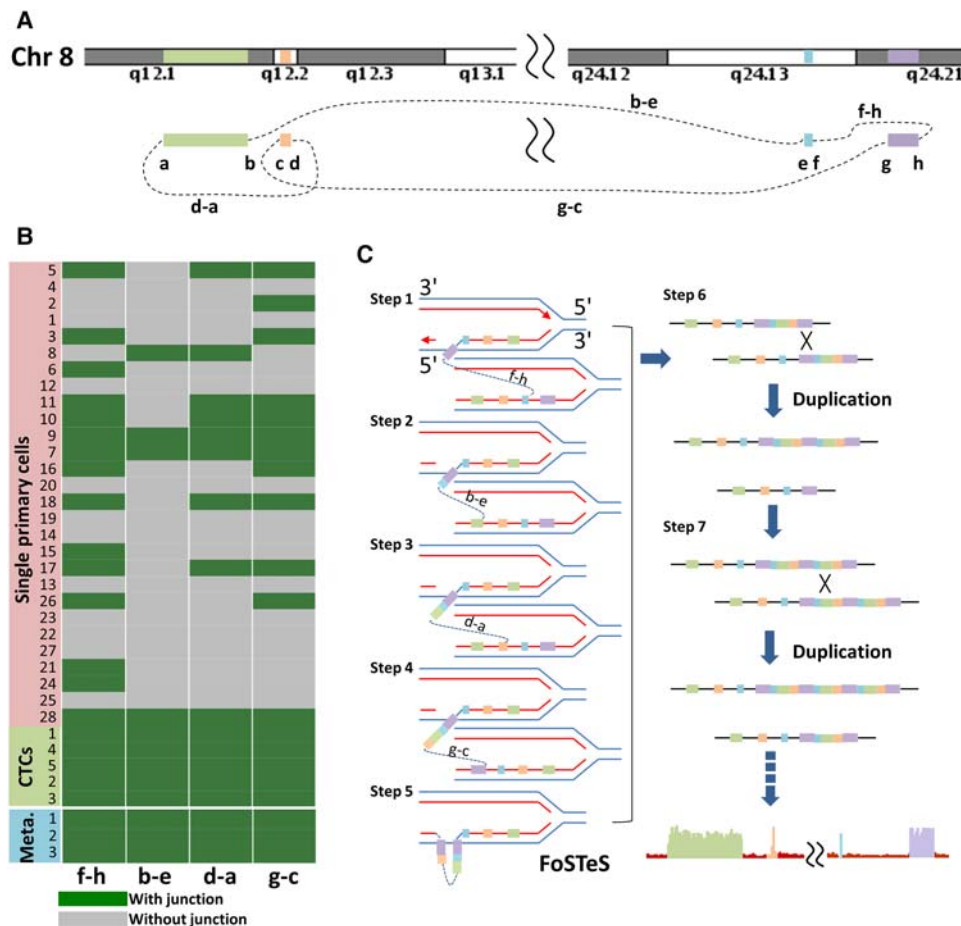 A
Chr 8
q12.1
q12.2
q12.3
q13.1
q24.12
q24.13
q24.21
b-e
f-h
a
b
c
d
e
f
g
h
d-a
g-c
B
Single primary cells
5
4
2
1
3
8
6
12
11
10
9
7
16
20
18
19
14
15
17
13
26
23
22
27
21
24
25
28
CTCs
1
4
5
2
3
Meta.
1
2
3
f-h
b-e
d-a
g-c
With junction
Without junction
C
Step 1
3'
5'
3'
5'
f-h
Step 2
b-e
Step 3
d-a
Step 4
g-c
Step 5
FoSTeS
Step 6
Duplication
Step 7
Duplication